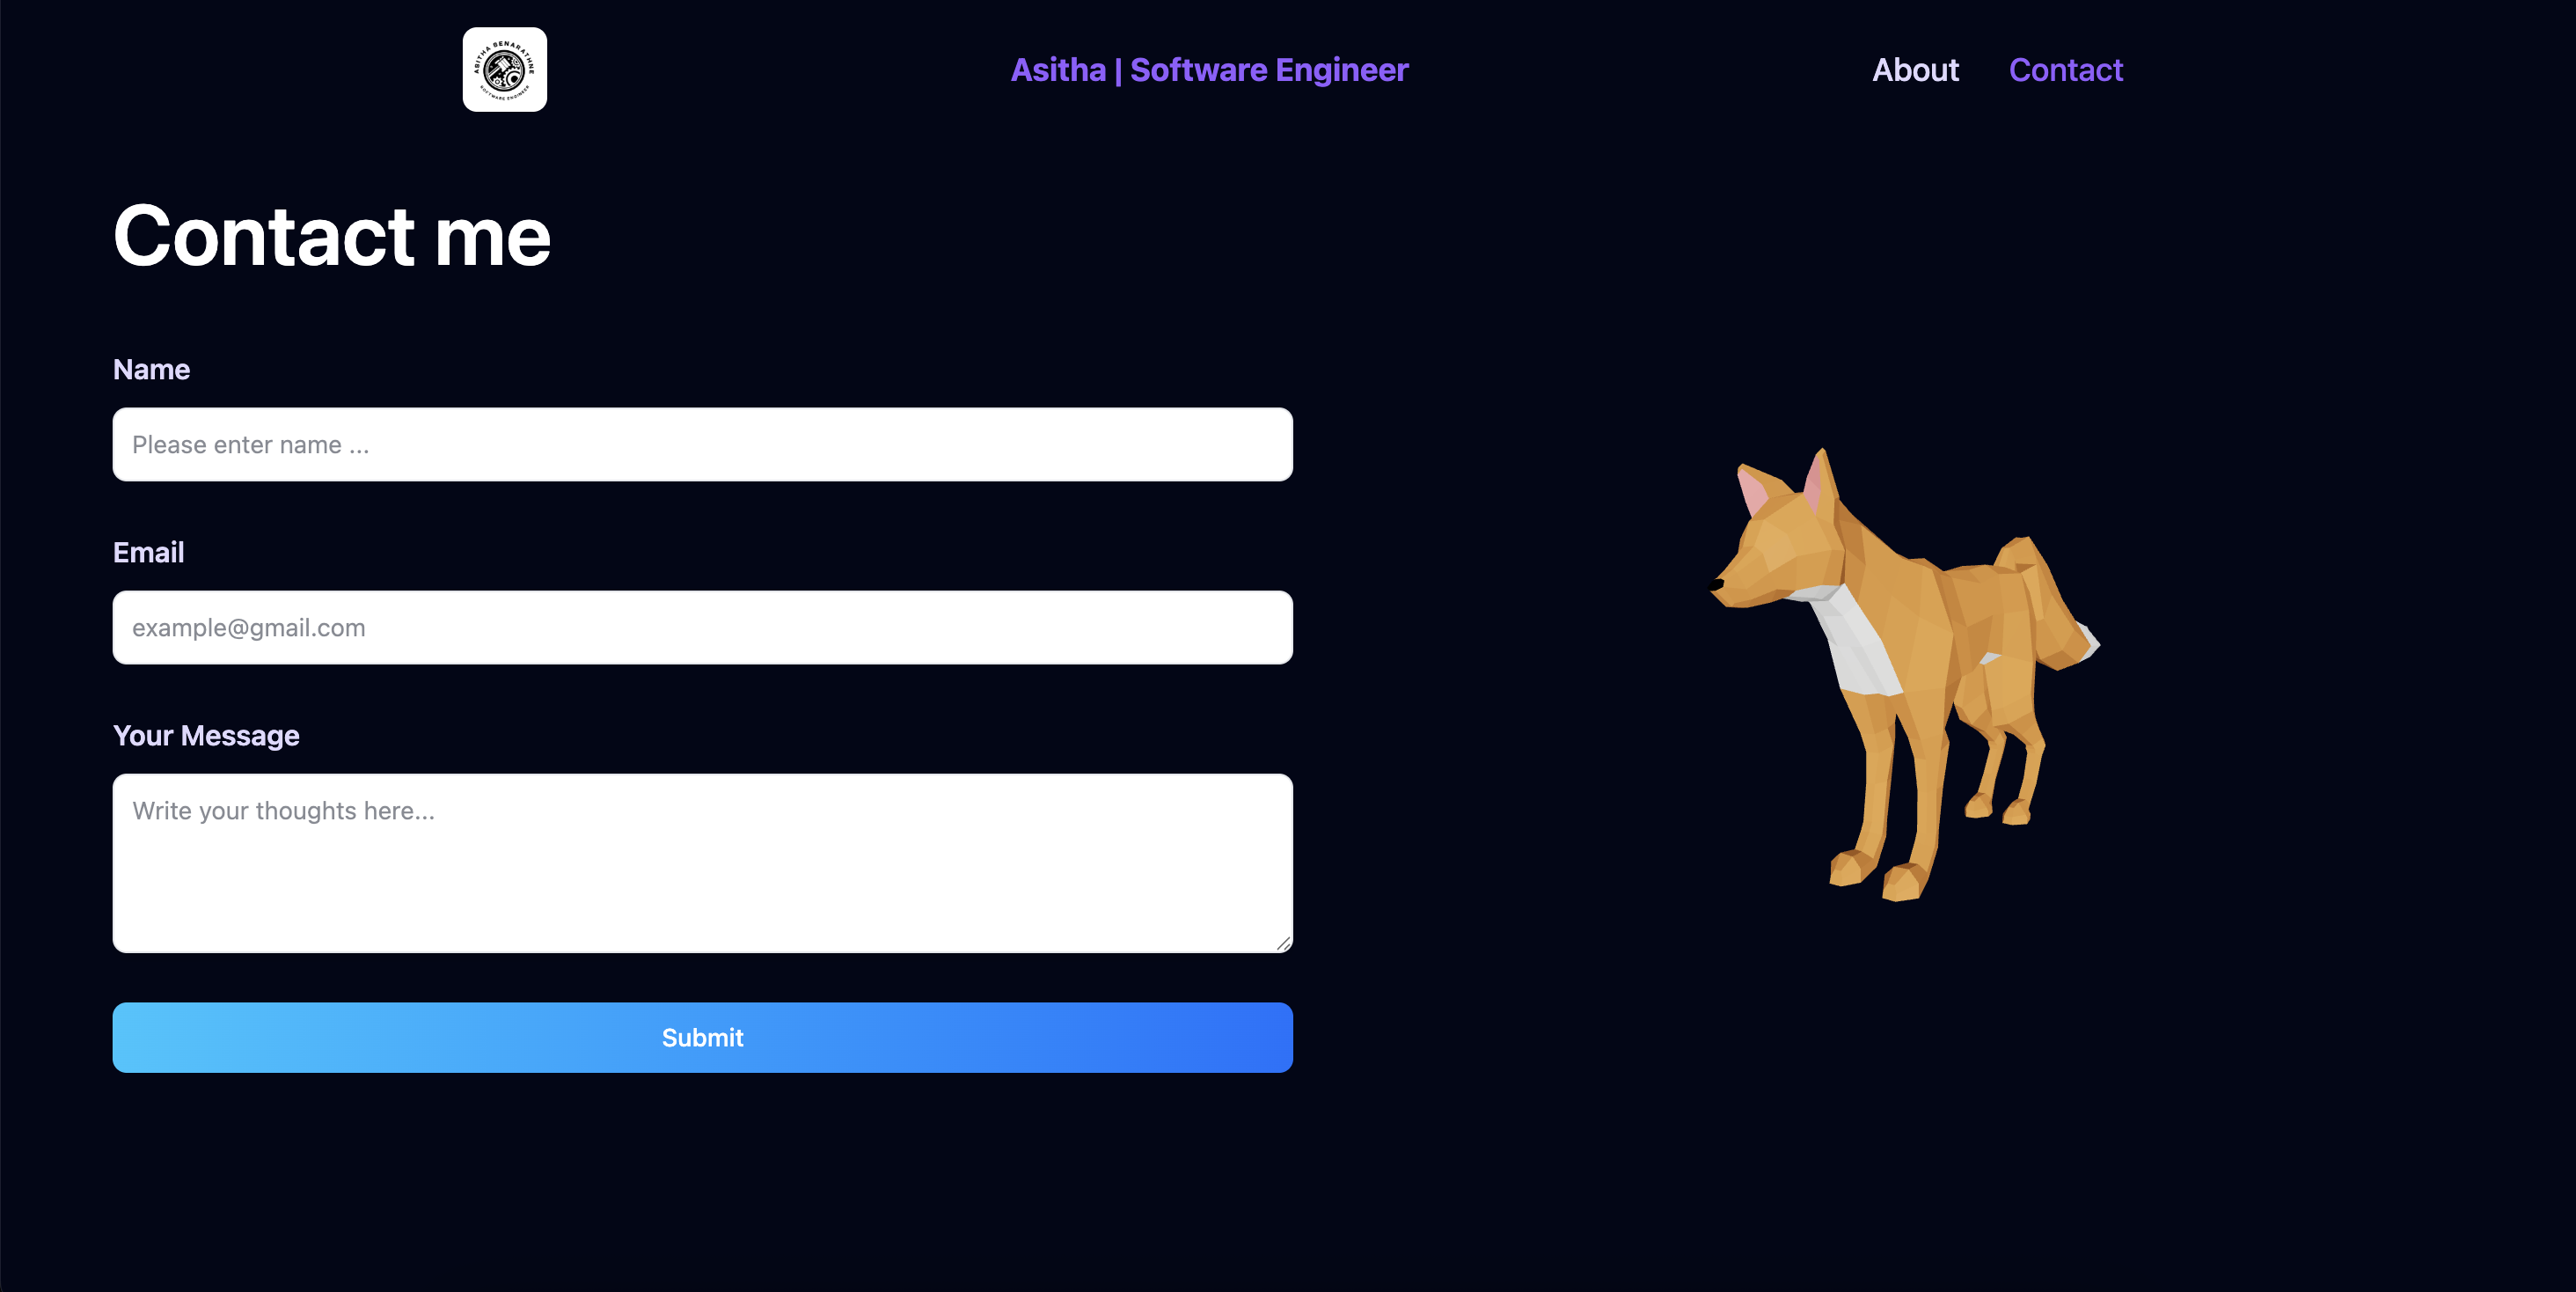 ASITHA SENARATHNE
SOFTWARE ENGINEER
Asitha | Software Engineer
About
Contact
Contact me
Name
Please enter name ...
Email
example@gmail.com
Your Message
Write your thoughts here...
Submit